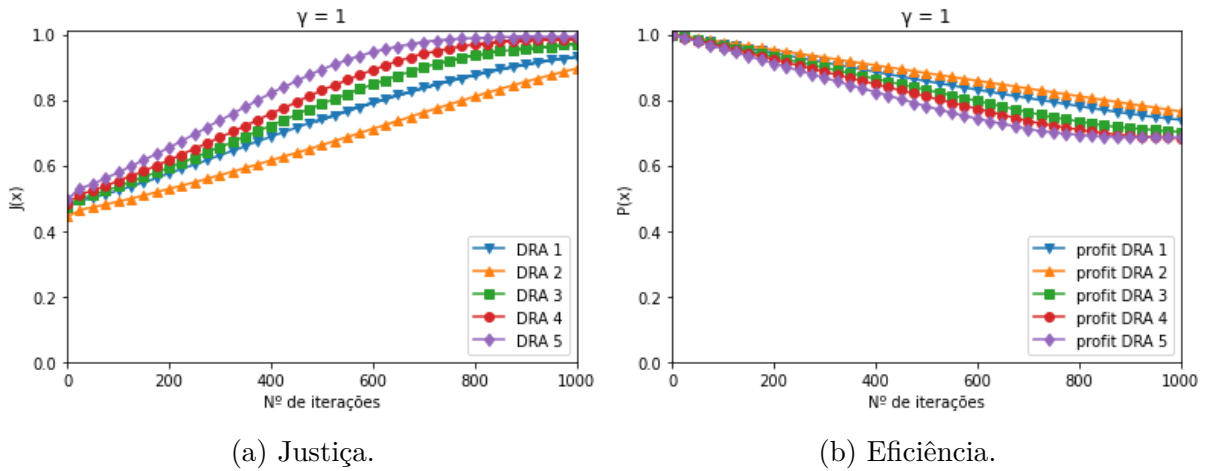 γ = 1
1.0
0.8
0.6
0.4
0.2
0.0
J(x)
0 200 400 600 800 1000
Nº de iterações
DRA 1
DRA 2
DRA 3
DRA 4
DRA 5
(a) Justiça.
γ = 1
1.0
0.8
0.6
0.4
0.2
0.0
P(x)
0 200 400 600 800 1000
Nº de iterações
profit DRA 1
profit DRA 2
profit DRA 3
profit DRA 4
profit DRA 5
(b) Eficiência.